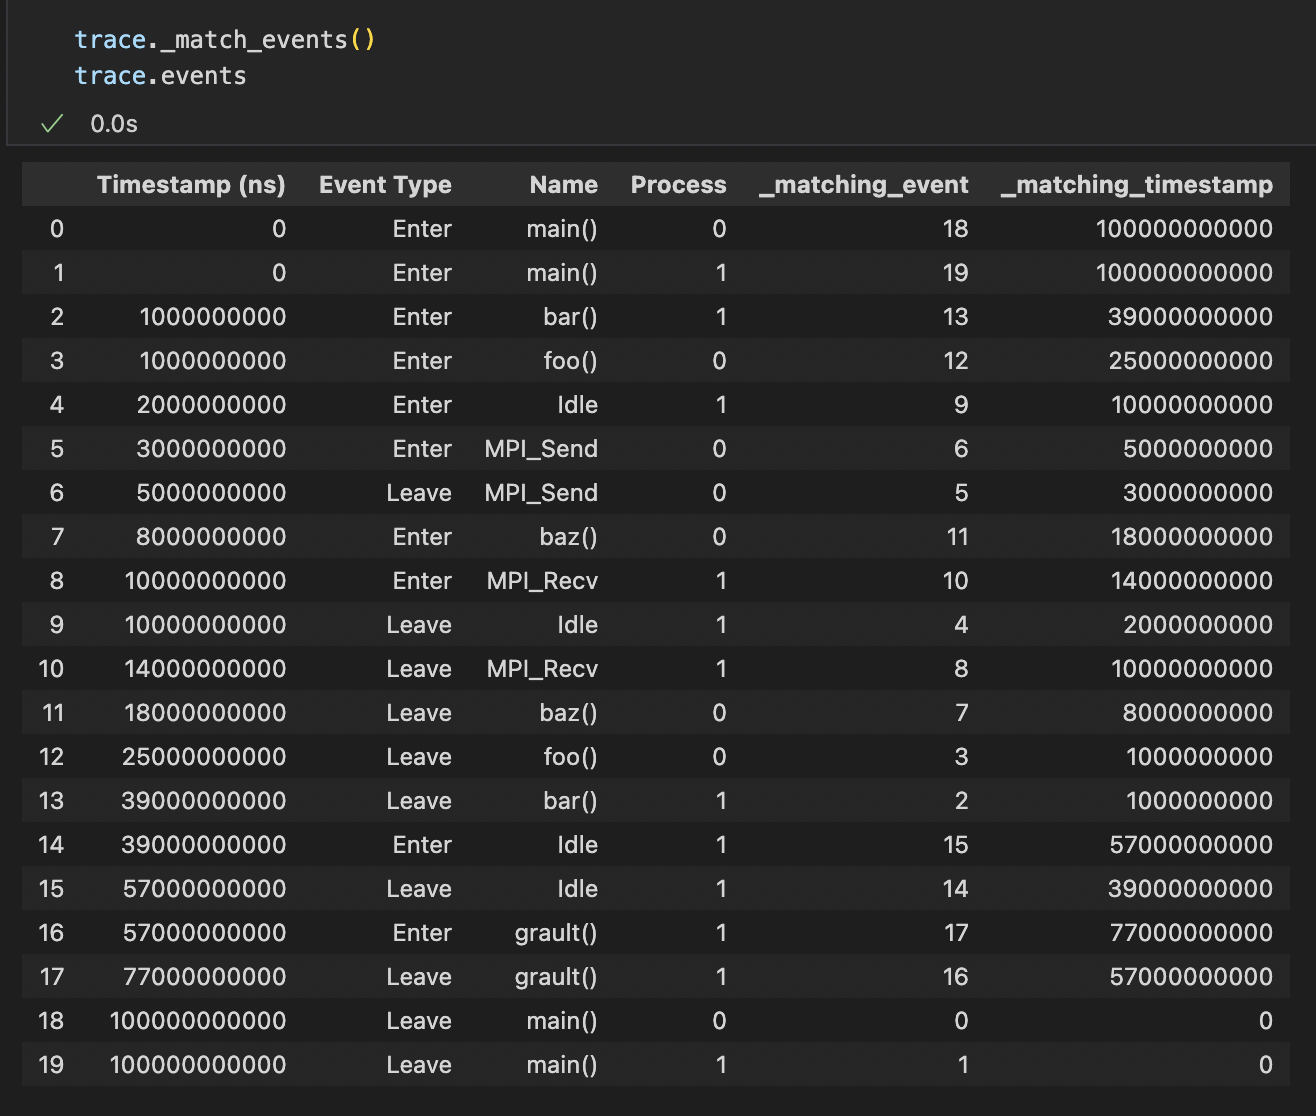 trace._match_events()
trace.events
0.0s
Timestamp (ns) Event Type Name Process _matching_event _matching_timestamp
0 0 Enter main() 0 18 100000000000
1 0 Enter main() 1 19 100000000000
2 1000000000 Enter bar() 1 13 39000000000
3 1000000000 Enter foo() 0 12 25000000000
4 2000000000 Enter Idle 1 9 10000000000
5 3000000000 Enter MPI_Send 0 6 5000000000
6 5000000000 Leave MPI_Send 0 5 3000000000
7 8000000000 Enter baz() 0 11 18000000000
8 10000000000 Enter MPI_Recv 1 10 14000000000
9 10000000000 Leave Idle 1 4 2000000000
10 14000000000 Leave MPI_Recv 1 8 10000000000
11 18000000000 Leave baz() 0 7 8000000000
12 25000000000 Leave foo() 0 3 1000000000
13 39000000000 Leave bar() 1 2 1000000000
14 39000000000 Enter Idle 1 15 57000000000
15 57000000000 Leave Idle 1 14 39000000000
16 57000000000 Enter grault() 1 17 77000000000
17 77000000000 Leave grault() 1 16 57000000000
18 100000000000 Leave main() 0 0 0
19 100000000000 Leave main() 1 1 0